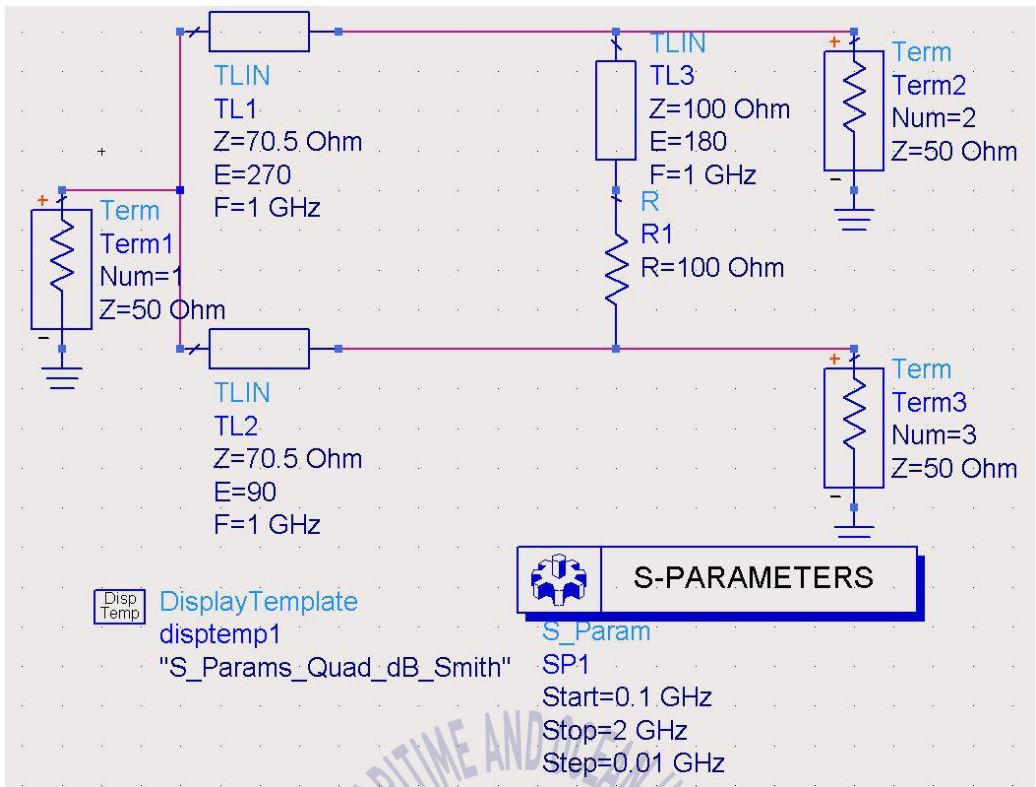 TLIN
TL1
Z=70.5 Ohm
E=270
F=1 GHz
TLIN
TL3
Z=100 Ohm
E=180
F=1 GHz
+
Term
Term2
Num=2
Z=50 Ohm
-
+
Term
Term1
Num=1
Z=50 Ohm
-
R
R1
R=100 Ohm
TLIN
TL2
Z=70.5 Ohm
E=90
F=1 GHz
+
Term
Term3
Num=3
Z=50 Ohm
-
Disp
Temp
DisplayTemplate
disptemp1
"S_Params_Quad_dB_Smith"
S-PARAMETERS
S_Param
SP1
Start=0.1 GHz
Stop=2 GHz
Step=0.01 GHz
AND